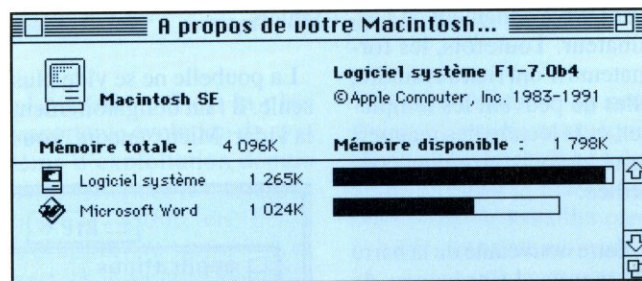 A propos de votre Macintosh...
Macintosh SE
Logiciel système F1-7.0b4
©Apple Computer, Inc. 1983-1991
Mémoire totale : 4 096K Mémoire disponible : 1 798K
Logiciel système 1 265K
Microsoft Word 1 024K